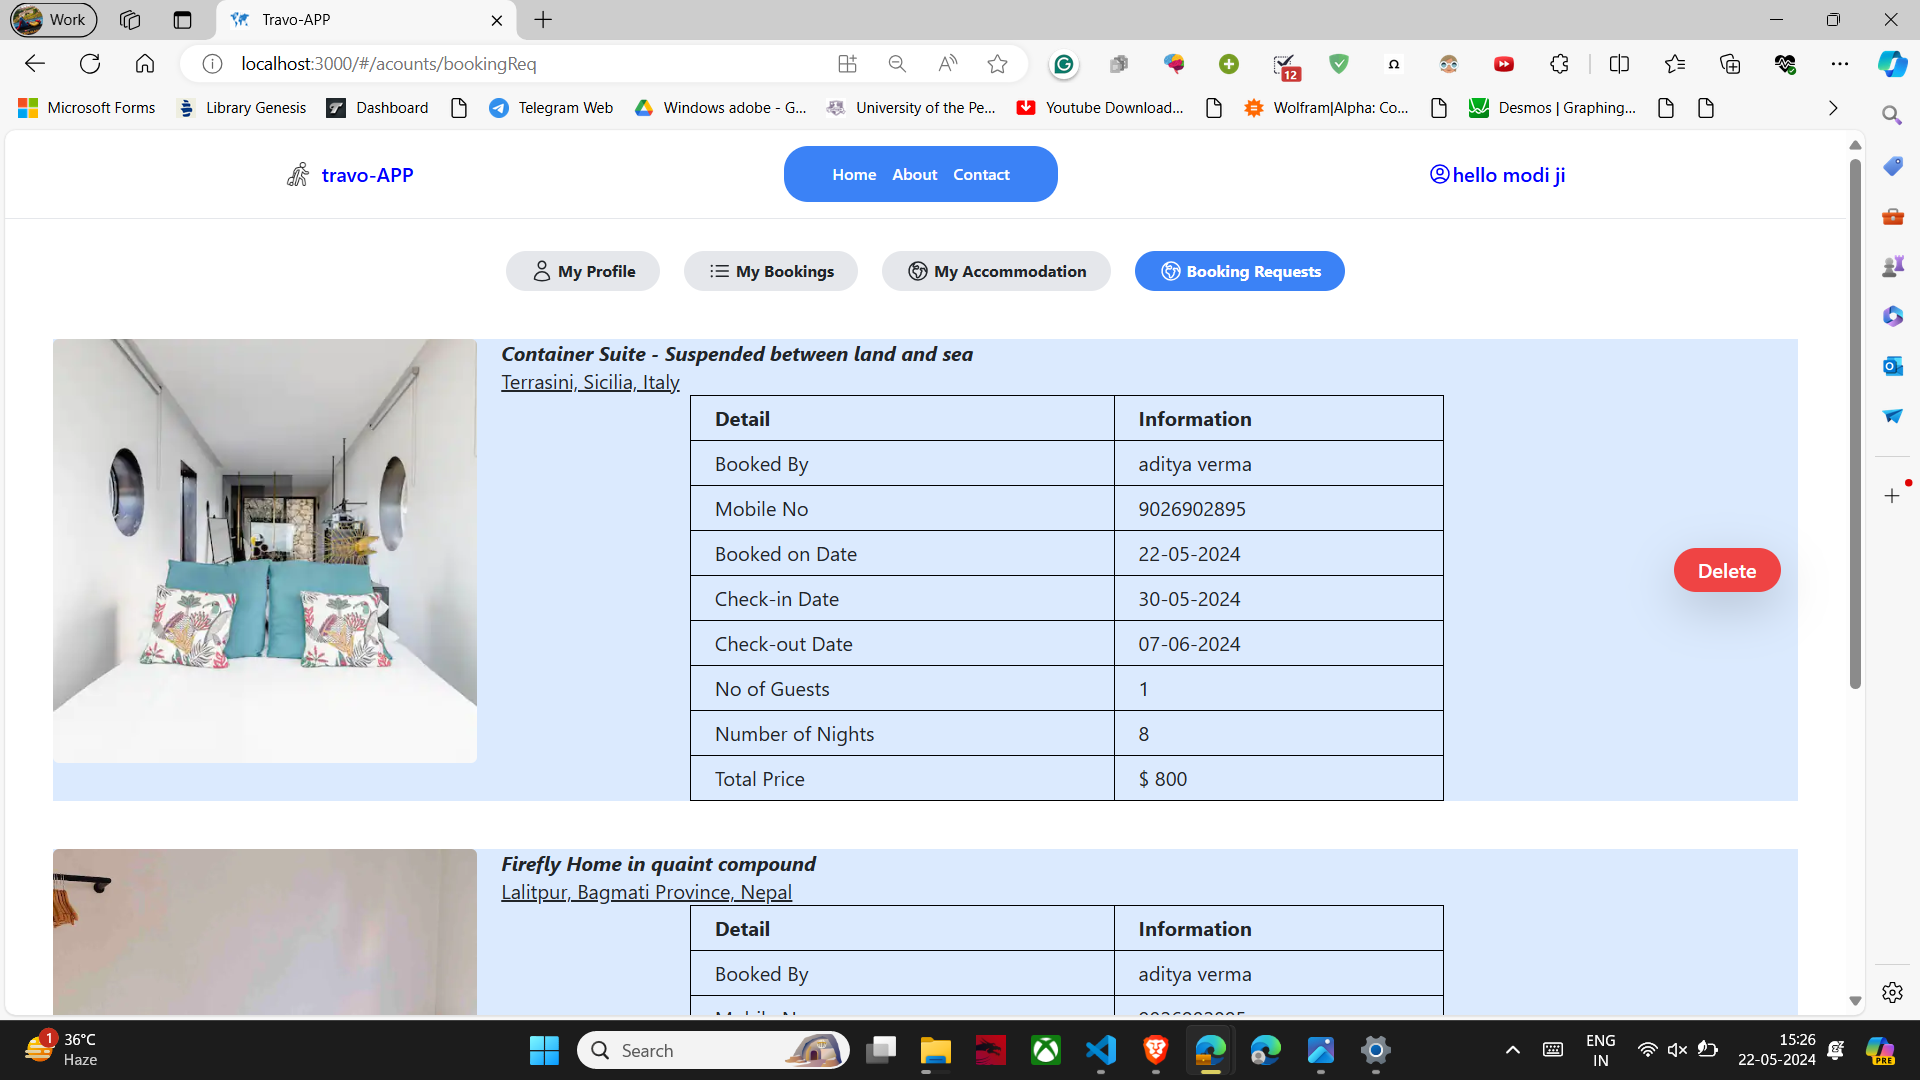 Work
Travo-APP
localhost:3000/#/acounts/bookingReq
12
Microsoft Forms
Library Genesis
Dashboard
Telegram Web
Windows adobe - G...
University of the Pe...
Youtube Download...
Wolfram|Alpha: Co...
Desmos | Graphing...
travo-APP
Home About Contact
hello modi ji
My Profile
My Bookings
My Accommodation
Booking Requests
Container Suite - Suspended between land and sea
Terrasini, Sicilia, Italy
Detail Information
Booked By aditya verma
Mobile No 9026902895
Booked on Date 22-05-2024
Check-in Date 30-05-2024
Check-out Date 07-06-2024
No of Guests 1
Number of Nights 8
Total Price $ 800
Delete
Firefly Home in quaint compound
Lalitpur, Bagmati Province, Nepal
Detail Information
Booked By aditya verma
1
36°C
Haze
Search
ENG
IN
15:26
22-05-2024
PRE